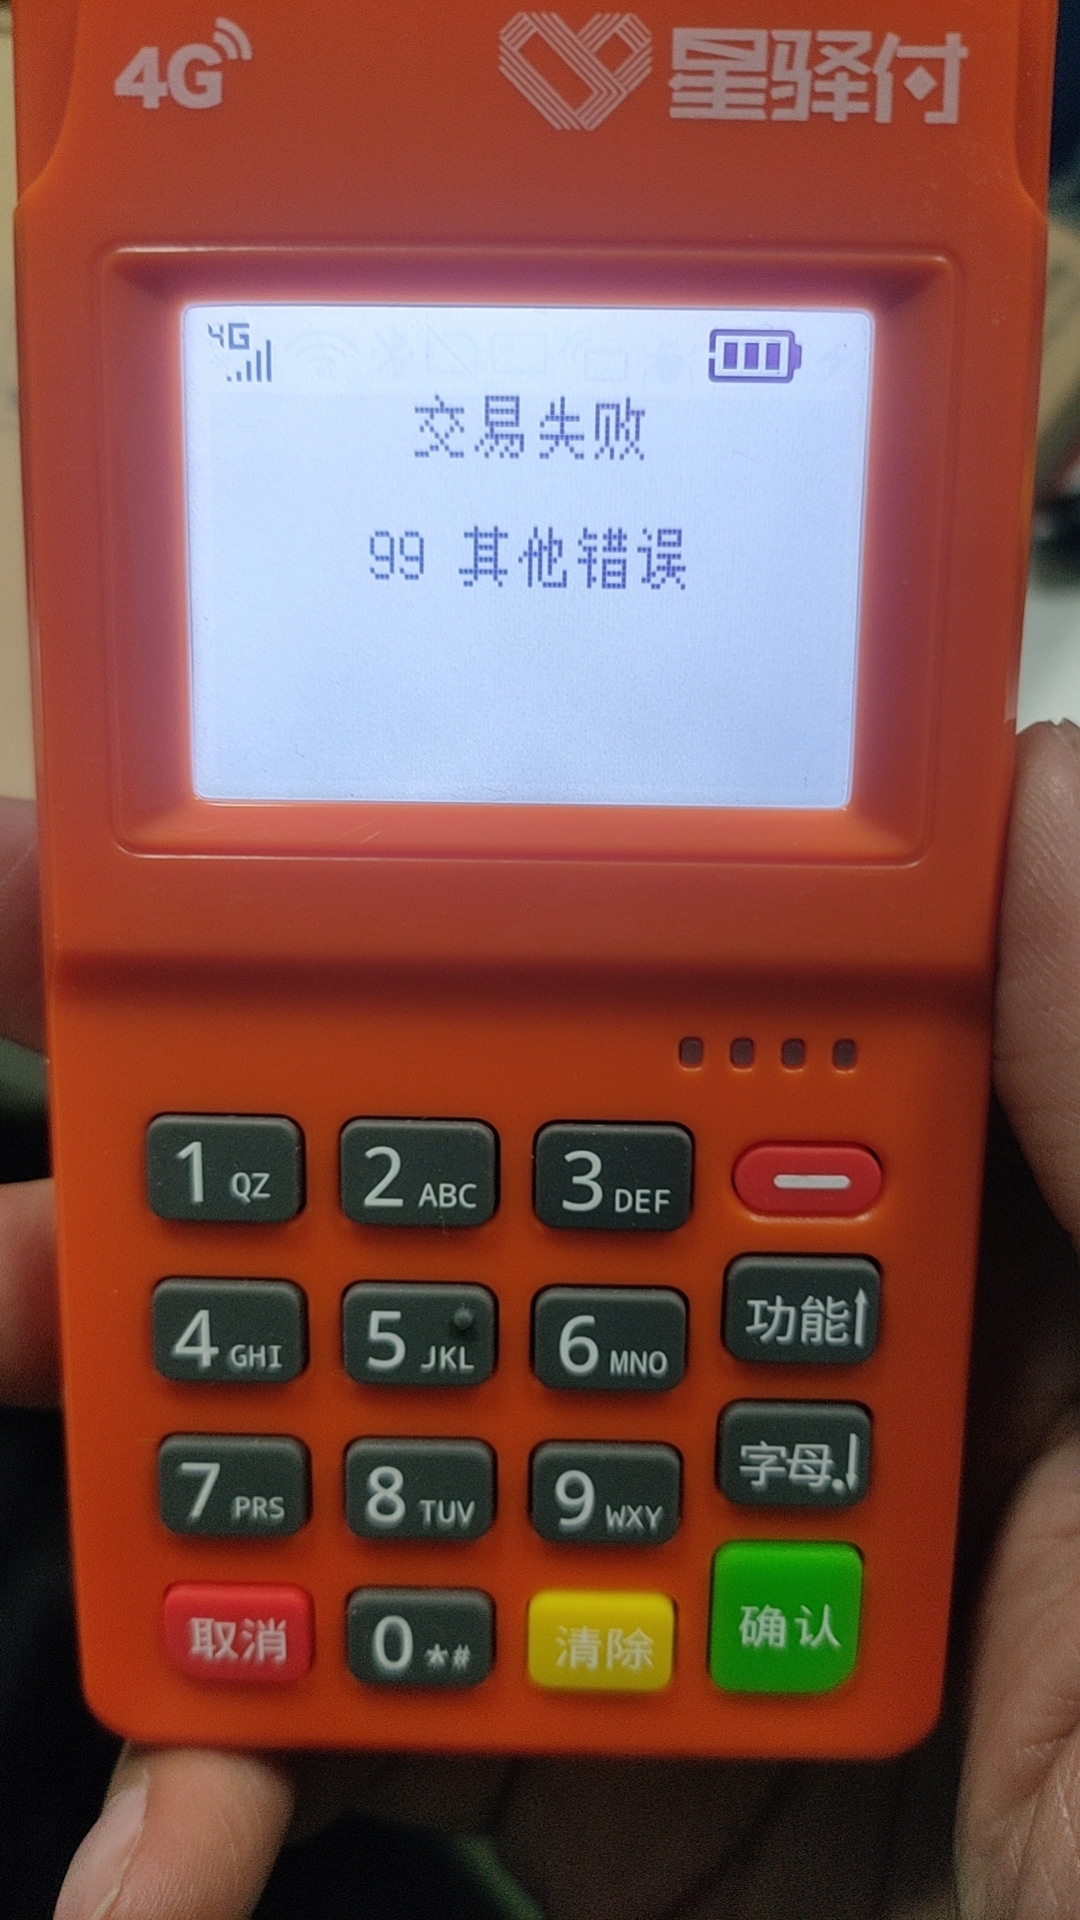 4G 星驿付
4G
交易失败
99 其他错误
1 QZ 2 ABC 3 DEF
4 GHI 5 JKL 6 MNO 功能↑
7 PRS 8 TUV 9 WXY 字母.↓
取消 0 *# 清除 确认